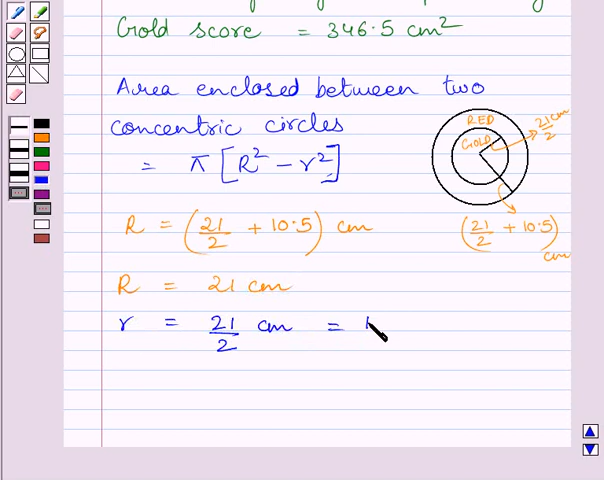 Gold score = 346.5 cm²
Area enclosed between two
concentric circles
= π [R² - r²]
RED
GOLD
21/2 cm
R = (21/2 + 10.5) cm
(21/2 + 10.5) cm
R = 21 cm
r = 21/2 cm =